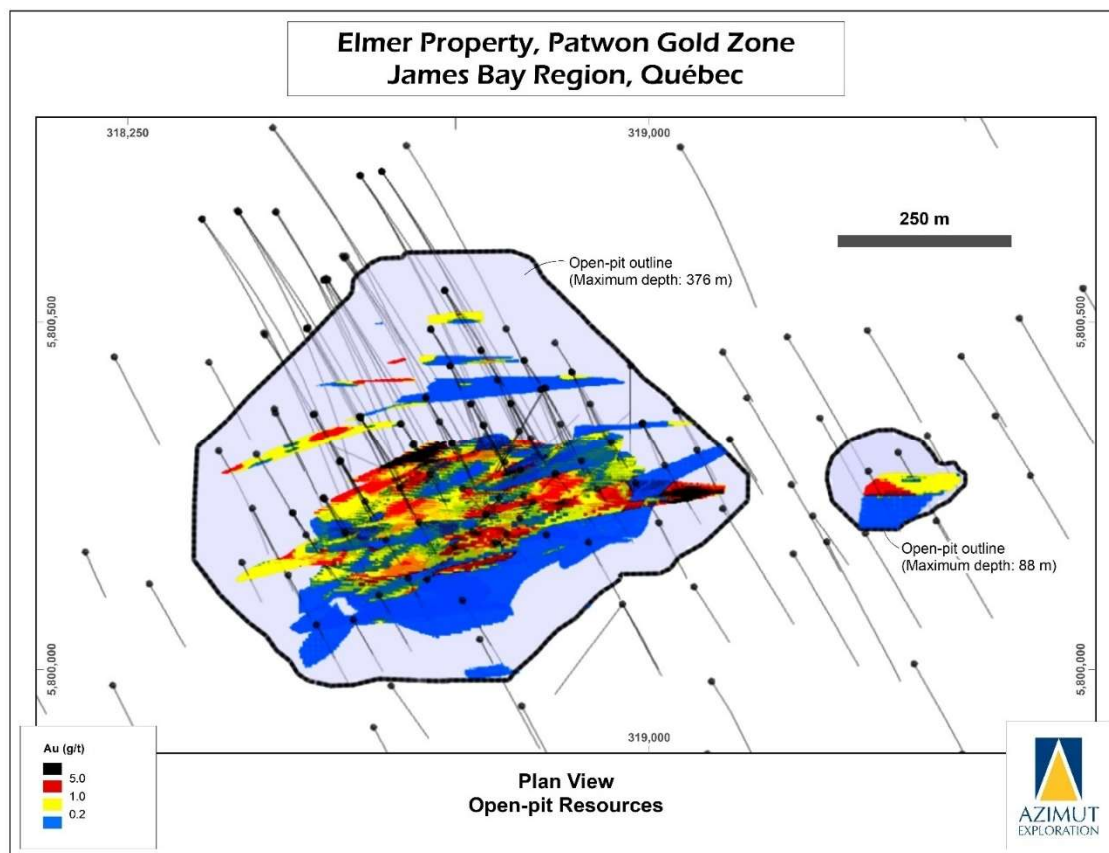 Elmer Property, Patwon Gold Zone
James Bay Region, Québec
318,250
319,000
250 m
Open-pit outline
(Maximum depth: 376 m)
5,800,500
5,800,500
Open-pit outline
(Maximum depth: 88 m)
5,800,000
5,800,000
319,000
Au (g/t)
5.0
1.0
0.2
Plan View
Open-pit Resources
AZIMUT
EXPLORATION